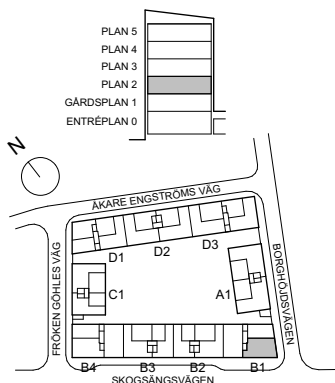 PLAN 5
PLAN 4
PLAN 3
PLAN 2
GÅRDSPLAN 1
ENTRÉPLAN 0
N
ÅKARE ENGSTRÖMS VÄG
D1
D2
D3
FRÖKEN GÖHLES VÄG
BORGHÖJDSVÄGEN
C1
A1
B4
B3
B2
B1
SKOGSÄNGSVÄGEN